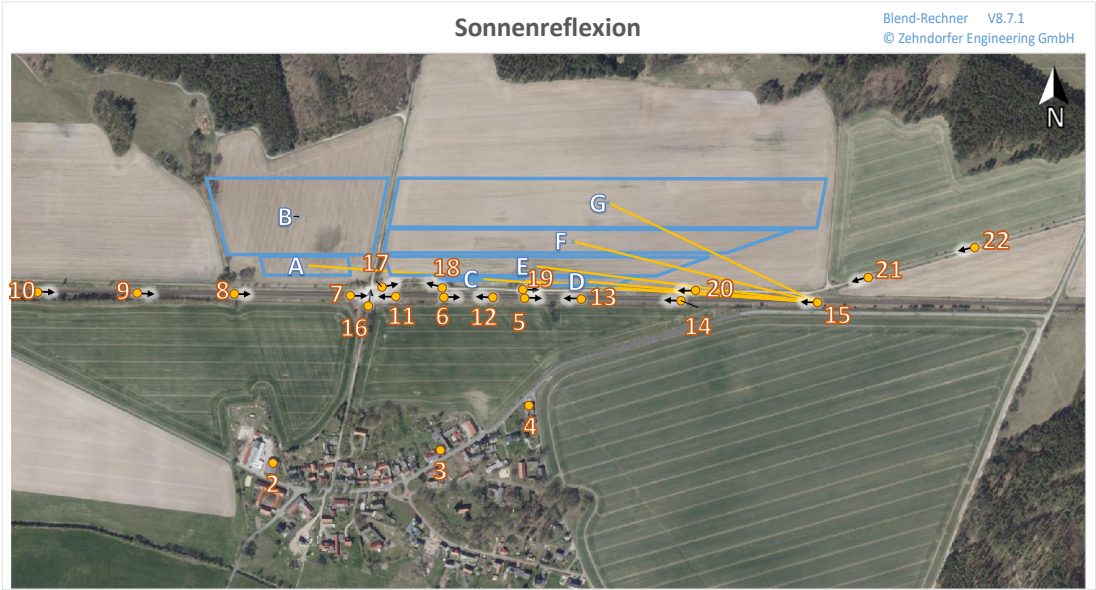 Sonnenreflexion
Blend-Rechner V8.7.1
© Zehndorfer Engineering GmbH
N
G
B
F
22
A
17
18
E
21
C
19
D
20
10
9
8
7
11
6
12
5
13
14
15
16
4
3
2